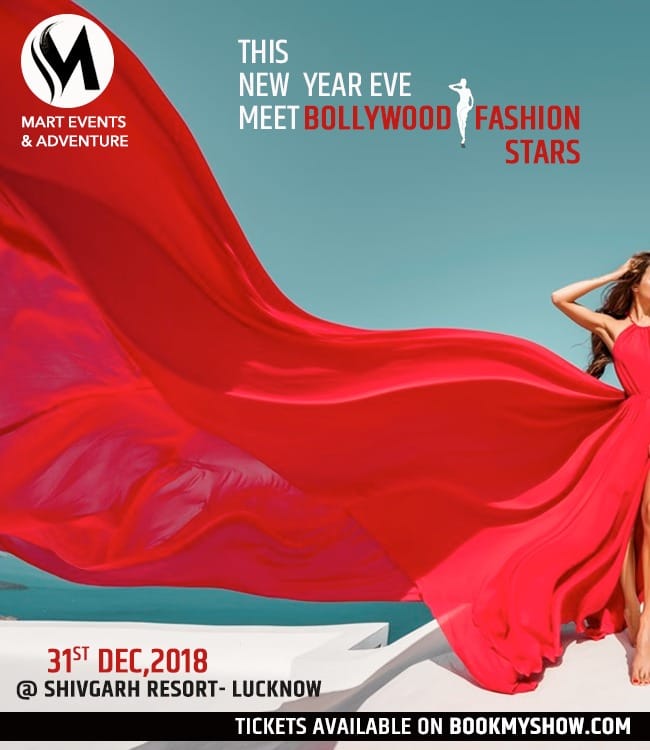 M
MART EVENTS
& ADVENTURE
THIS
NEW YEAR EVE
MEET BOLLYWOOD FASHION
STARS
31ST DEC,2018
@ SHIVGARH RESORT- LUCKNOW
TICKETS AVAILABLE ON BOOKMYSHOW.COM